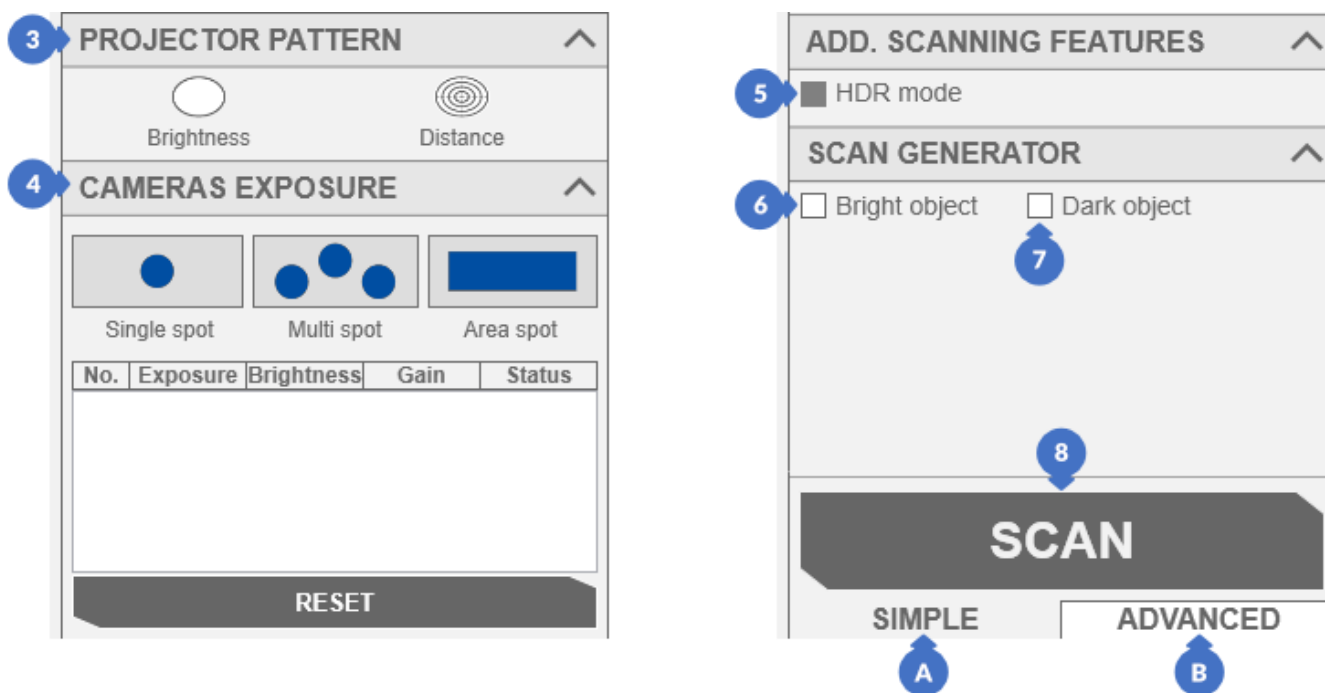 3 PROJECTOR PATTERN
Brightness Distance
4 CAMERAS EXPOSURE
Single spot Multi spot Area spot
No. Exposure Brightness Gain Status
RESET
ADD. SCANNING FEATURES
5 HDR mode
SCAN GENERATOR
6 Bright object Dark object
7
8
SCAN
SIMPLE ADVANCED
A B